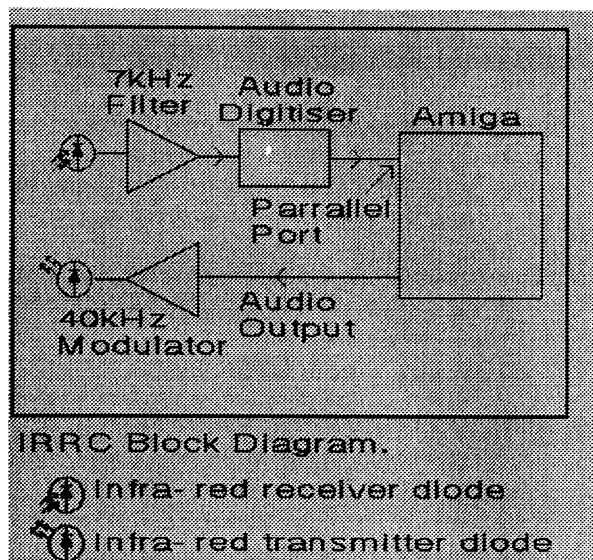 7kHz
Filter
Audio
Digitiser
Amiga
Parrallel
Port
40kHz
Modulator
Audio
Output
IRRC Block Diagram.
Infra- red receiver diode
Infra- red transmitter diode